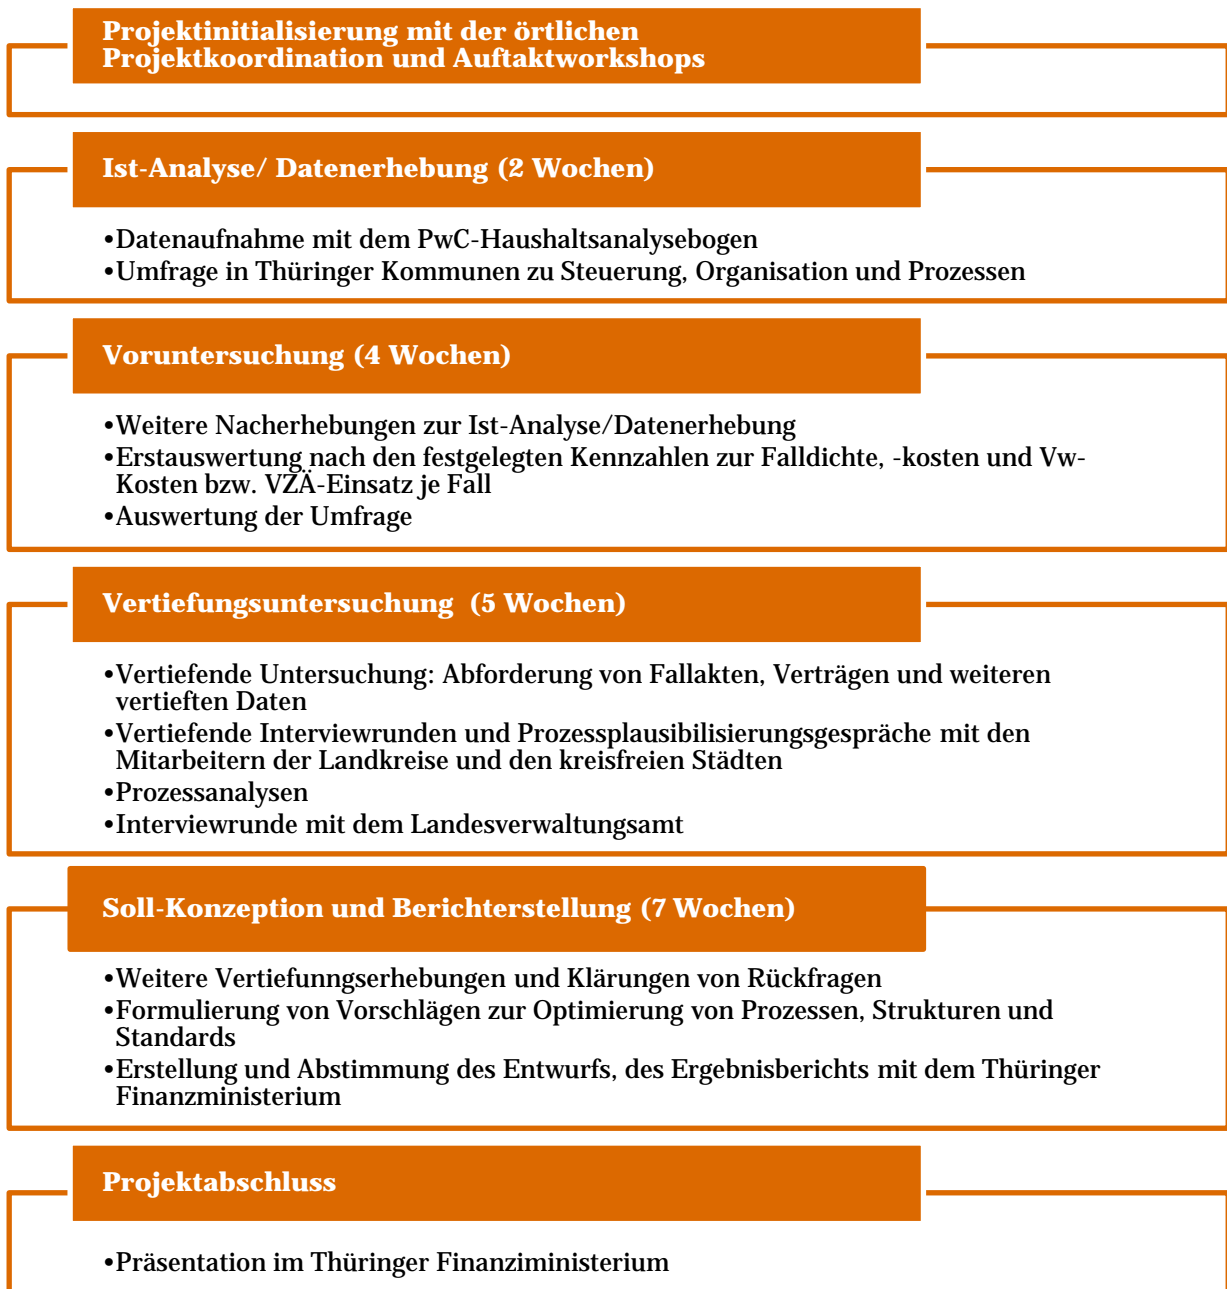 Projektinitialisierung mit der örtlichen
Projektkoordination und Auftaktworkshops
Ist-Analyse/ Datenerhebung (2 Wochen)
•Datenaufnahme mit dem PwC-Haushaltsanalysebogen
•Umfrage in Thüringer Kommunen zu Steuerung, Organisation und Prozessen
Voruntersuchung (4 Wochen)
•Weitere Nacherhebungen zur Ist-Analyse/Datenerhebung
•Erstauswertung nach den festgelegten Kennzahlen zur Falldichte, -kosten und Vw-
Kosten bzw. VZÄ-Einsatz je Fall
•Auswertung der Umfrage
Vertiefungsuntersuchung  (5 Wochen)
•Vertiefende Untersuchung: Abforderung von Fallakten, Verträgen und weiteren
vertieften Daten
•Vertiefende Interviewrunden und Prozessplausibilisierungsgespräche mit den
Mitarbeitern der Landkreise und den kreisfreien Städten
•Prozessanalysen
•Interviewrunde mit dem Landesverwaltungsamt
Soll-Konzeption und Berichterstellung (7 Wochen)
•Weitere Vertiefunngserhebungen und Klärungen von Rückfragen
•Formulierung von Vorschlägen zur Optimierung von Prozessen, Strukturen und
Standards
•Erstellung und Abstimmung des Entwurfs, des Ergebnisberichts mit dem Thüringer
Finanzministerium
Projektabschluss
•Präsentation im Thüringer Finanziministerium